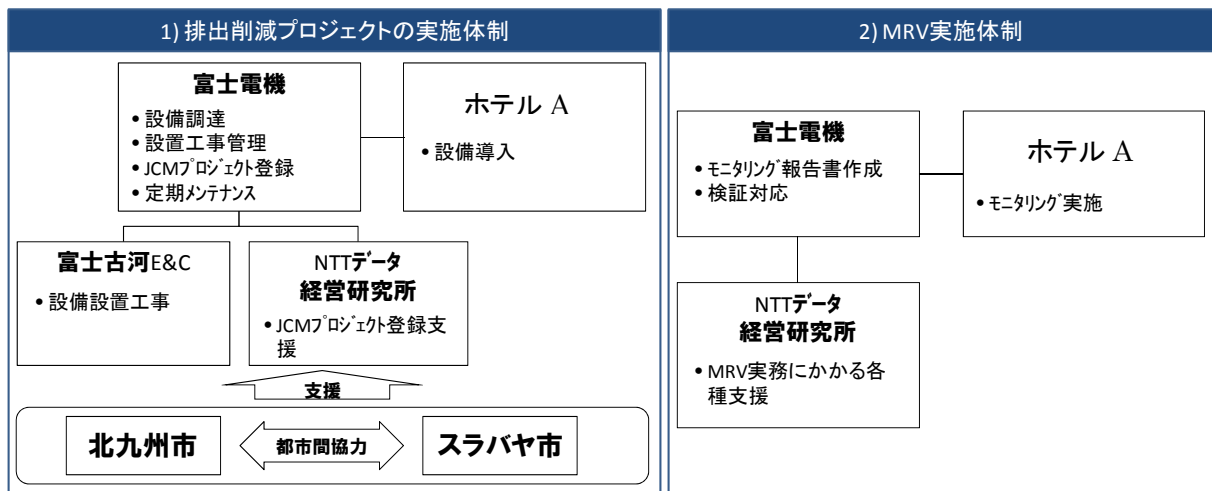 1) 排出削減プロジェクトの実施体制
富士電機
• 設備調達
• 設置工事管理
• JCMプロジェクト登録
• 定期メンテナンス
ホテル A
• 設備導入
富士古河E&C
• 設備設置工事
NTTデータ
経営研究所
• JCMプロジェクト登録支
援
支援
北九州市
都市間協力
スラバヤ市
2) MRV実施体制
富士電機
• モニタリング報告書作成
• 検証対応
ホテル A
• モニタリング実施
NTTデータ
経営研究所
• MRV実務にかかる各
種支援